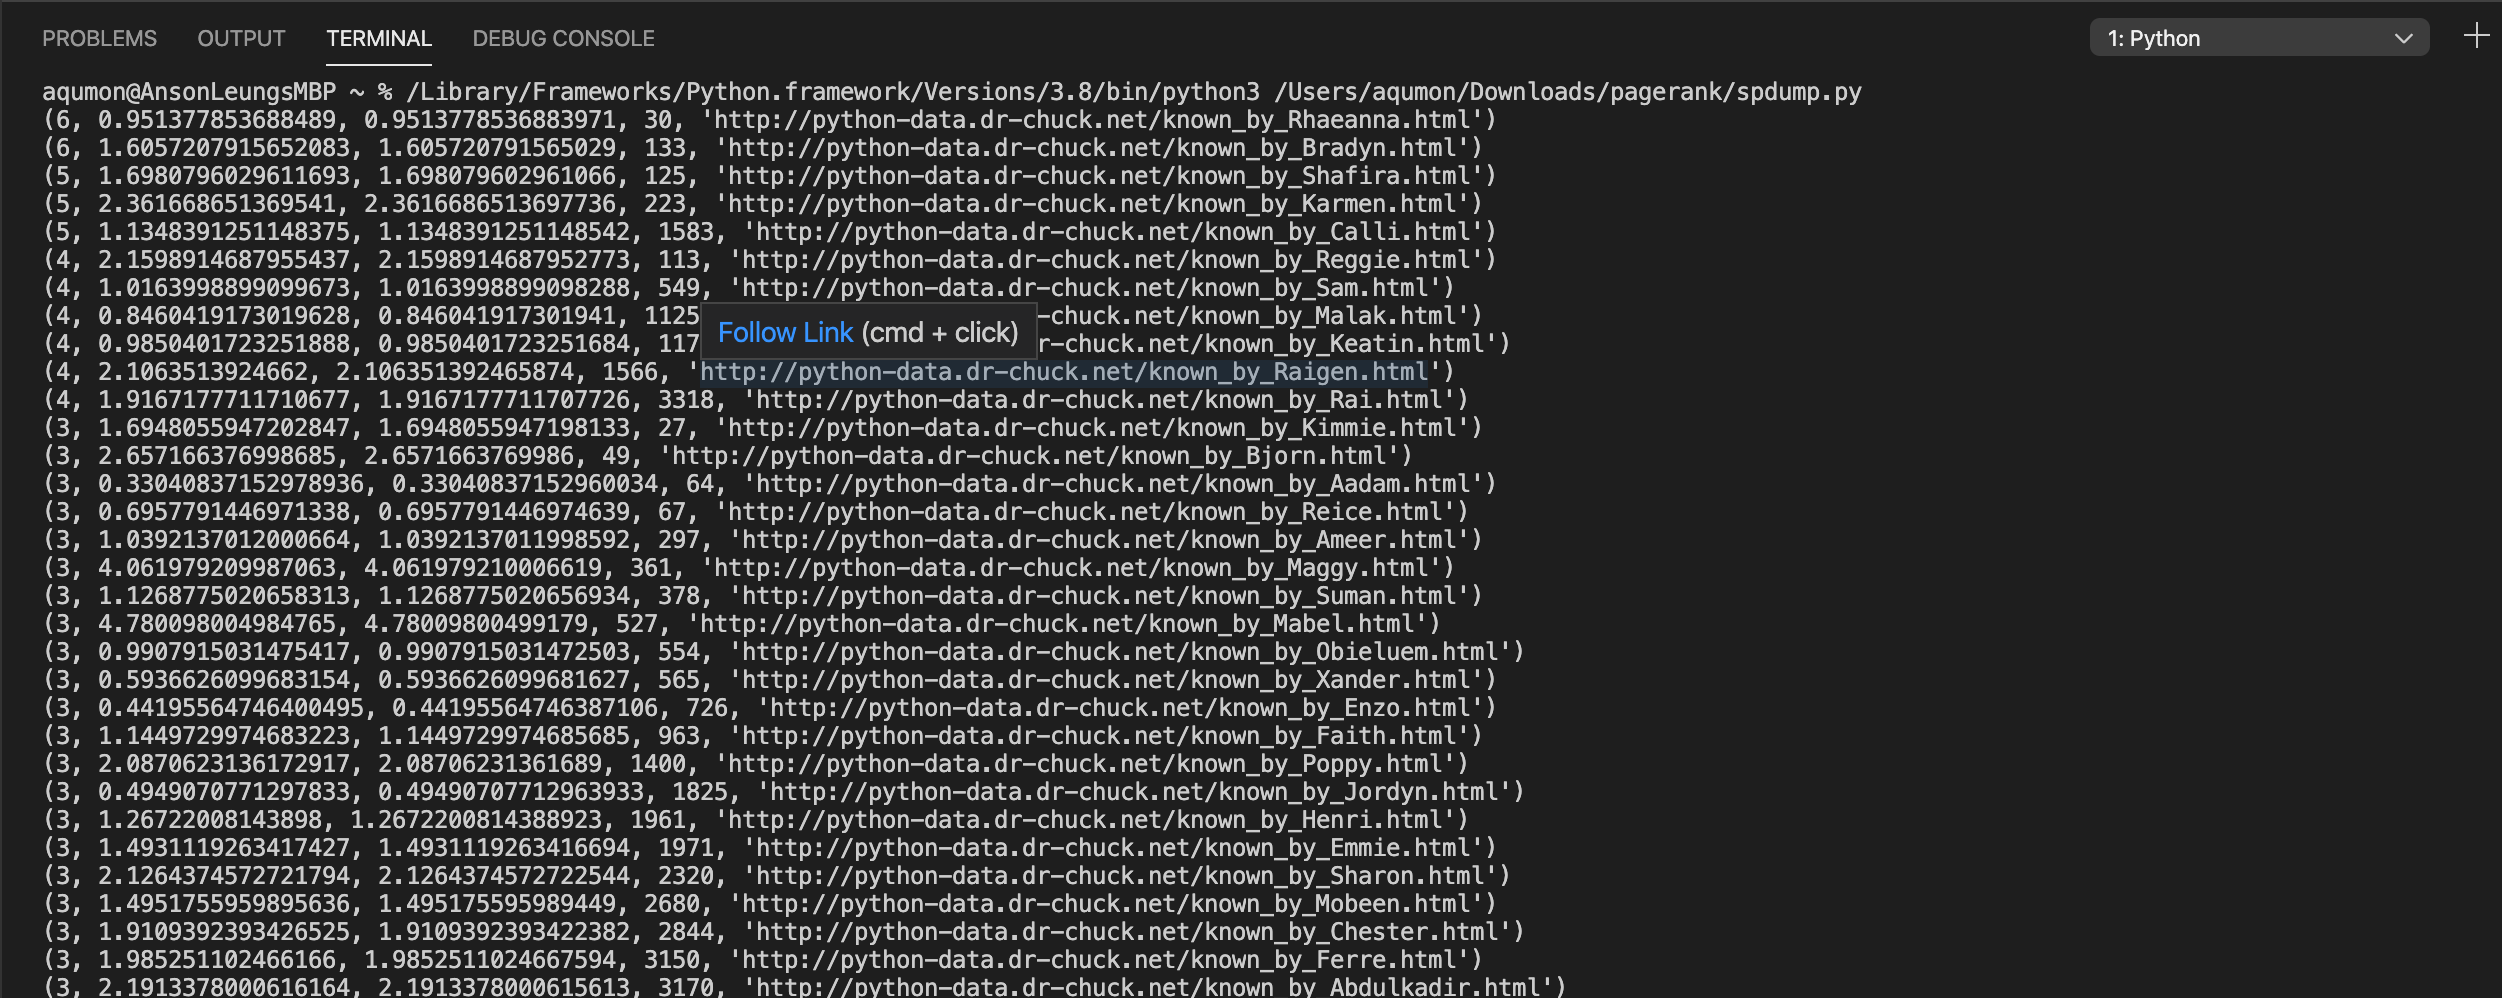 PROBLEMS OUTPUT TERMINAL DEBUG CONSOLE 1: Python
aqumon@AnsonLeungsMBP ~ % /Library/Frameworks/Python.framework/Versions/3.8/bin/python3 /Users/aqumon/Downloads/pagerank/spdump.py
(6, 0.951377853688489, 0.9513778536883971, 30, 'http://python-data.dr-chuck.net/known_by_Rhaeanna.html')
(6, 1.6057207915652083, 1.605720791565029, 133, 'http://python-data.dr-chuck.net/known_by_Bradyn.html')
(5, 1.6980796029611693, 1.698079602961066, 125, 'http://python-data.dr-chuck.net/known_by_Shafira.html')
(5, 2.361668651369541, 2.3616686513697736, 223, 'http://python-data.dr-chuck.net/known_by_Karmen.html')
(5, 1.1348391251148375, 1.1348391251148542, 1583, 'http://python-data.dr-chuck.net/known_by_Calli.html')
(4, 2.1598914687955437, 2.1598914687952773, 113, 'http://python-data.dr-chuck.net/known_by_Reggie.html')
(4, 1.0163998899099673, 1.0163998899098288, 549, 'http://python-data.dr-chuck.net/known_by_Sam.html')
(4, 0.8460419173019628, 0.846041917301941, 1125 r-chuck.net/known_by_Malak.html')
Follow Link (cmd + click)
(4, 0.9850401723251888, 0.9850401723251684, 117 r-chuck.net/known_by_Keatin.html')
(4, 2.1063513924662, 2.106351392465874, 1566, 'http://python-data.dr-chuck.net/known_by_Raigen.html')
(4, 1.9167177711710677, 1.9167177711707726, 3318, 'http://python-data.dr-chuck.net/known_by_Rai.html')
(3, 1.6948055947202847, 1.6948055947198133, 27, 'http://python-data.dr-chuck.net/known_by_Kimmie.html')
(3, 2.657166376998685, 2.6571663769986, 49, 'http://python-data.dr-chuck.net/known_by_Bjorn.html')
(3, 0.33040837152978936, 0.33040837152960034, 64, 'http://python-data.dr-chuck.net/known_by_Aadam.html')
(3, 0.6957791446971338, 0.6957791446974639, 67, 'http://python-data.dr-chuck.net/known_by_Reice.html')
(3, 1.0392137012000664, 1.0392137011998592, 297, 'http://python-data.dr-chuck.net/known_by_Ameer.html')
(3, 4.061979209987063, 4.061979210006619, 361, 'http://python-data.dr-chuck.net/known_by_Maggy.html')
(3, 1.1268775020658313, 1.1268775020656934, 378, 'http://python-data.dr-chuck.net/known_by_Suman.html')
(3, 4.780098004984765, 4.78009800499179, 527, 'http://python-data.dr-chuck.net/known_by_Mabel.html')
(3, 0.9907915031475417, 0.9907915031472503, 554, 'http://python-data.dr-chuck.net/known_by_Obieluem.html')
(3, 0.5936626099683154, 0.5936626099681627, 565, 'http://python-data.dr-chuck.net/known_by_Xander.html')
(3, 0.44195564746400495, 0.44195564746387106, 726, 'http://python-data.dr-chuck.net/known_by_Enzo.html')
(3, 1.1449729974683223, 1.1449729974685685, 963, 'http://python-data.dr-chuck.net/known_by_Faith.html')
(3, 2.0870623136172917, 2.08706231361689, 1400, 'http://python-data.dr-chuck.net/known_by_Poppy.html')
(3, 0.4949070771297833, 0.49490707712963933, 1825, 'http://python-data.dr-chuck.net/known_by_Jordyn.html')
(3, 1.26722008143898, 1.2672200814388923, 1961, 'http://python-data.dr-chuck.net/known_by_Henri.html')
(3, 1.4931119263417427, 1.4931119263416694, 1971, 'http://python-data.dr-chuck.net/known_by_Emmie.html')
(3, 2.1264374572721794, 2.1264374572722544, 2320, 'http://python-data.dr-chuck.net/known_by_Sharon.html')
(3, 1.4951755959895636, 1.495175595989449, 2680, 'http://python-data.dr-chuck.net/known_by_Mobeen.html')
(3, 1.9109392393426525, 1.9109392393422382, 2844, 'http://python-data.dr-chuck.net/known_by_Chester.html')
(3, 1.985251102466166, 1.9852511024667594, 3150, 'http://python-data.dr-chuck.net/known_by_Ferre.html')
(3, 2.1913378000616164, 2.1913378000615613, 3170, 'http://python-data.dr-chuck.net/known_by_Abdulkadir.html')